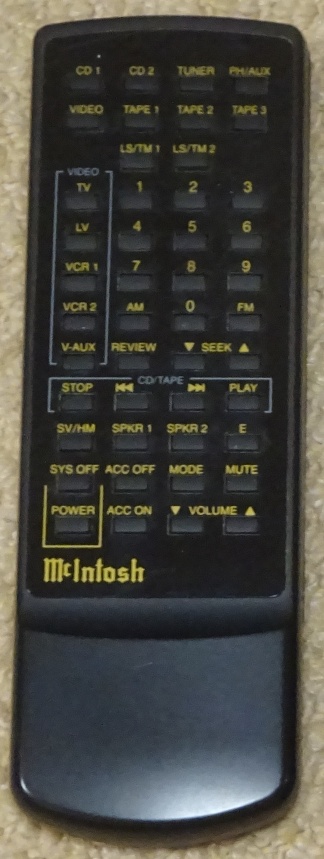 CD 1 CD 2 TUNER PH/AUX
VIDEO TAPE 1 TAPE 2 TAPE 3
LS/TM 1 LS/TM 2
VIDEO
TV 1 2 3
LV 4 5 6
VCR 1 7 8 9
VCR 2 AM 0 FM
V-AUX REVIEW ▼ SEEK ▲
CD/TAPE
STOP ⏮ ⏭ PLAY
SV/HM SPKR 1 SPKR 2 E
SYS OFF ACC OFF MODE MUTE
POWER ACC ON ▼ VOLUME ▲
McIntosh